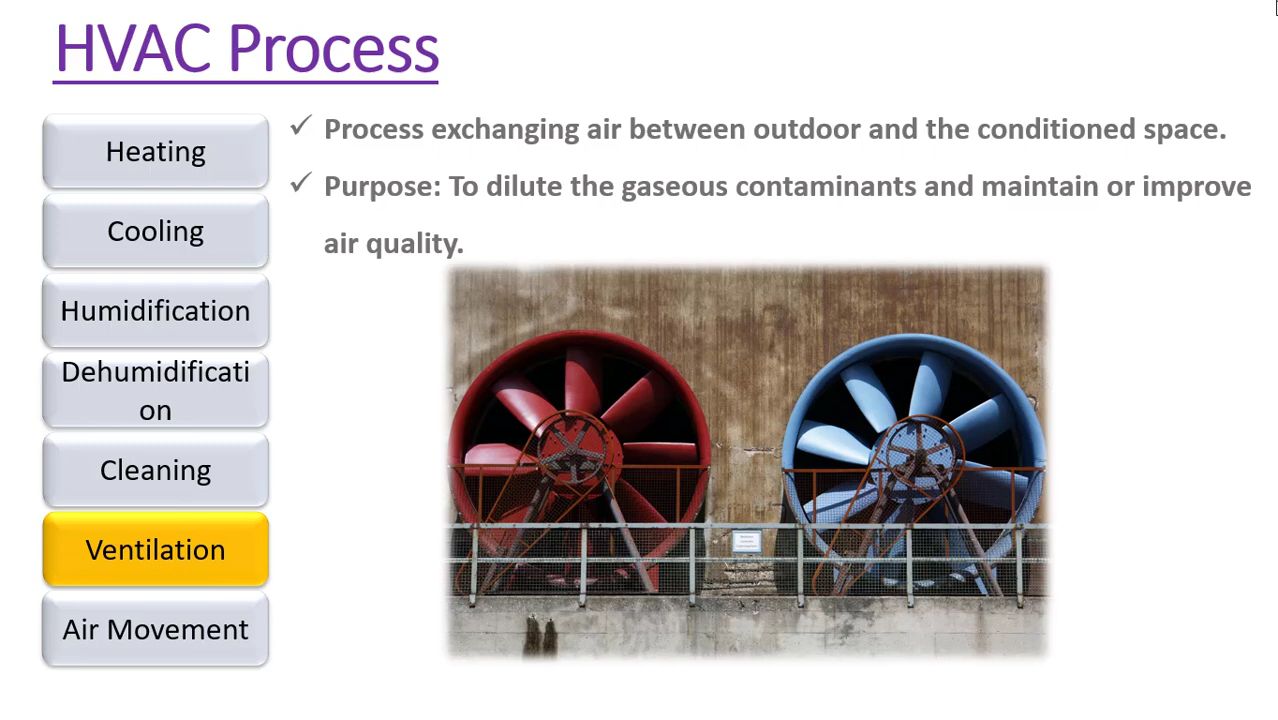 HVAC Process
Heating
Cooling
Humidification
Dehumidificati
on
Cleaning
Ventilation
Air Movement
✓ Process exchanging air between outdoor and the conditioned space.
✓ Purpose: To dilute the gaseous contaminants and maintain or improve
air quality.